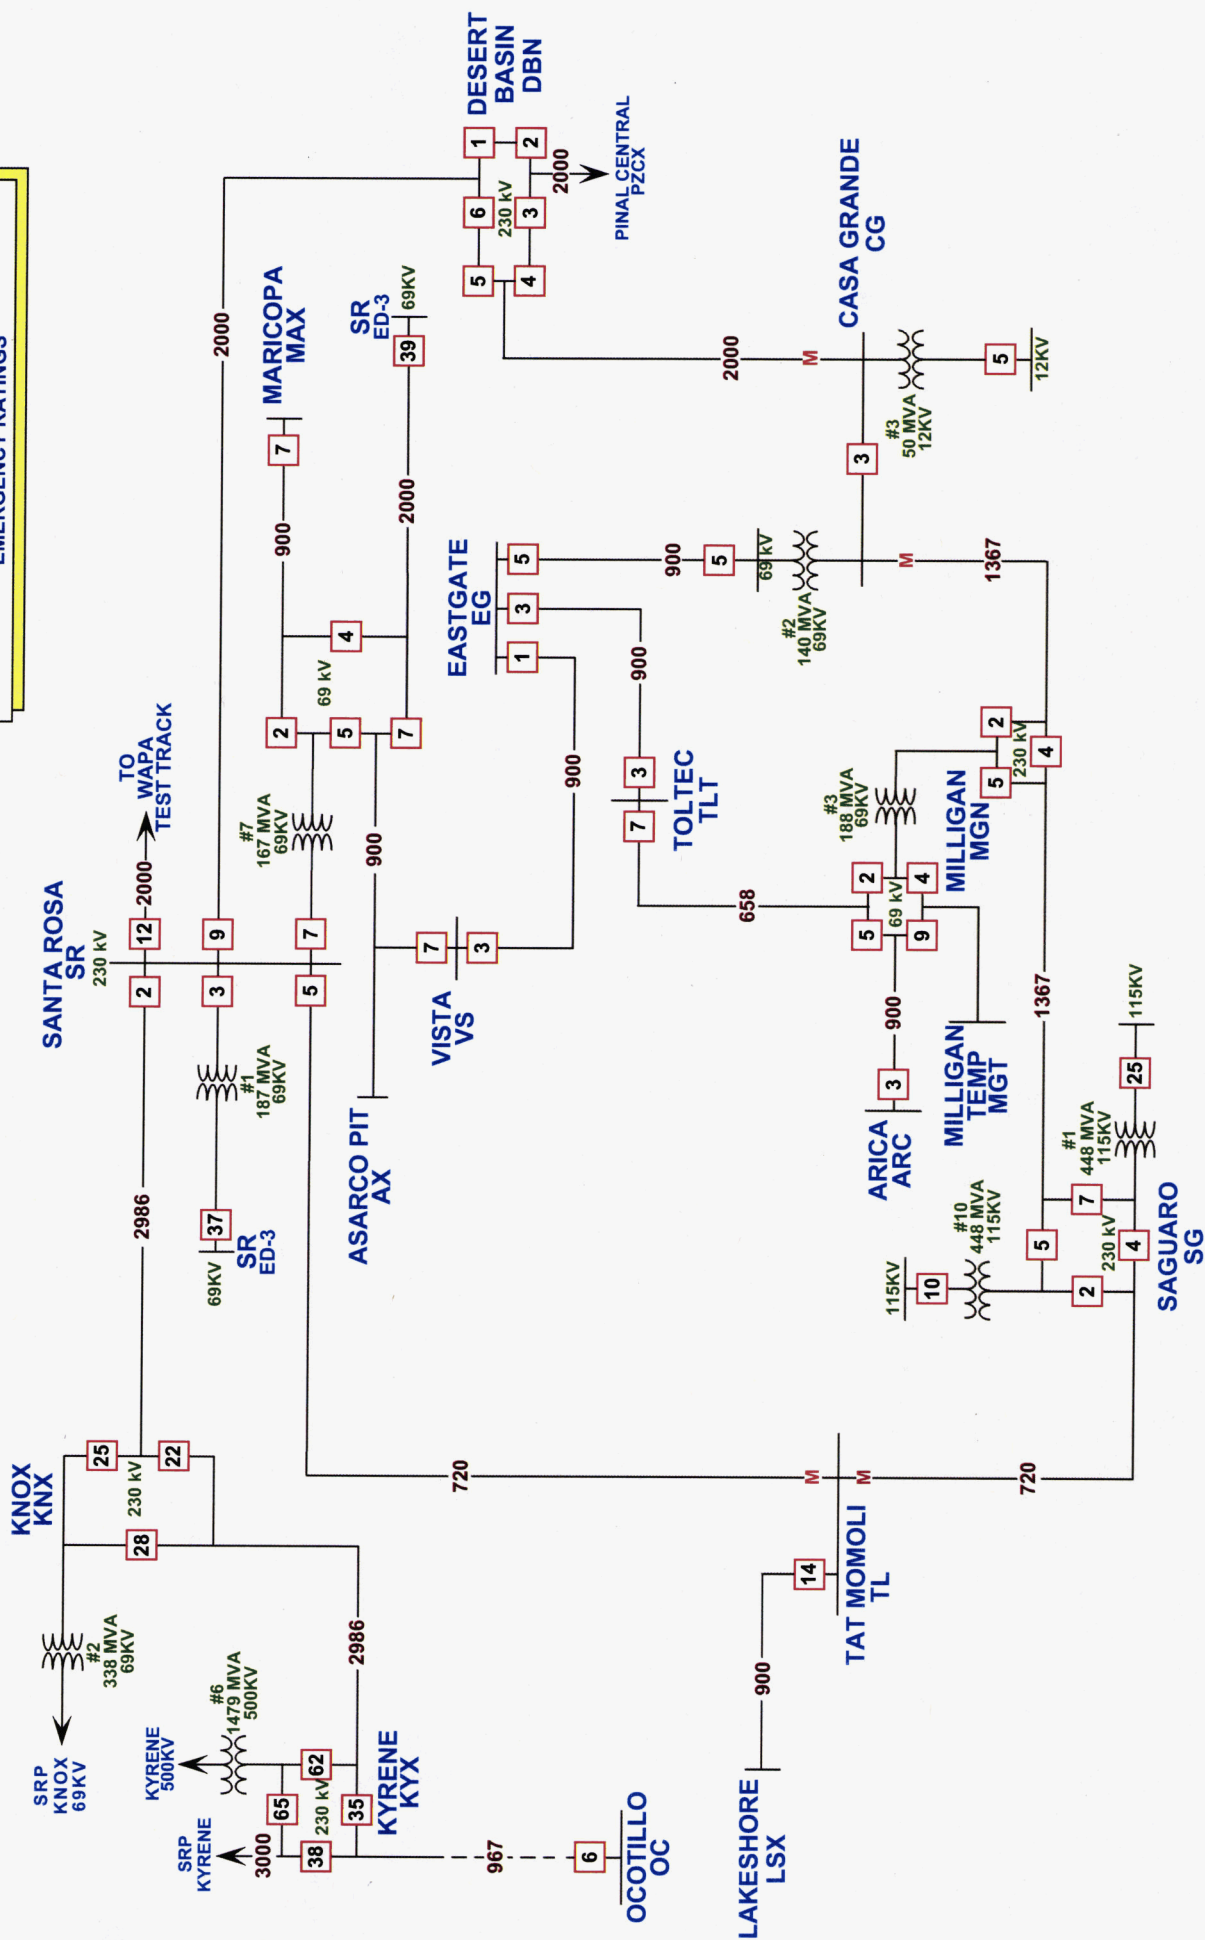 EMERGENCY RATINGS
KNOX
KNX
25
22
28
230 kV
#2
338 MVA
69KV
SRP
KNOX
69KV
2986
KYRENE
500KV
#6
1479 MVA
500KV
SRP
KYRENE
3000
65
62
38
35
230 kV
KYRENE
KYX
2986
967
6
OCOTILLO
OC
SANTA ROSA
SR
230 kV
2
12
2000
TO
WAPA
TEST TRACK
3
9
2000
5
7
#1
187 MVA
69KV
37
69KV
SR
ED-3
#7
167 MVA
69KV
2
5
7
4
69 kV
900
7
MARICOPA
MAX
2000
39
SR
ED-3
69KV
900
ASARCO PIT
AX
7
3
VISTA
VS
900
EASTGATE
EG
1
3
5
900
5
69 kV
900
3
7
TOLTEC
TLT
658
DESERT
BASIN
DBN
1
2
6
3
5
4
230 kV
2000
PINAL CENTRAL
PZCX
2000
M
CASA GRANDE
CG
3
#3
50 MVA
12KV
5
12KV
#2
140 MVA
69KV
M
1367
2
5
4
230 kV
MILLIGAN
MGN
#3
188 MVA
69KV
2
4
5
9
69 kV
900
3
ARICA
ARC
MILLIGAN
TEMP
MGT
1367
115KV
25
#1
448 MVA
115KV
#10
448 MVA
115KV
10
115KV
5
7
2
4
230 kV
SAGUARO
SG
720
M
M
720
TAT MOMOLI
TL
14
900
LAKESHORE
LSX